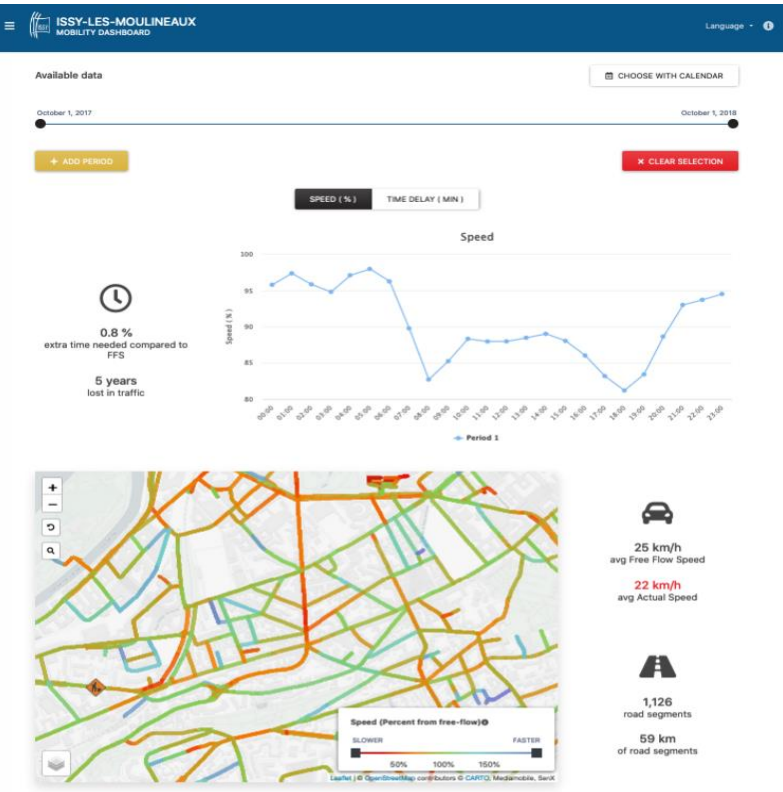 ISSY
ISSY-LES-MOULINEAUX
MOBILITY DASHBOARD
Language
Available data
CHOOSE WITH CALENDAR
October 1, 2017
October 1, 2018
+ ADD PERIOD
× CLEAR SELECTION
SPEED ( % )
TIME DELAY ( MIN )
Speed
0.8 %
extra time needed compared to
FFS
5 years
lost in traffic
Speed ( % )
100
95
90
85
80
00:00 01:00 02:00 03:00 04:00 05:00 06:00 07:00 08:00 09:00 10:00 11:00 12:00 13:00 14:00 15:00 16:00 17:00 18:00 19:00 20:00 21:00 22:00 23:00
Period 1
+
−
25 km/h
avg Free Flow Speed
22 km/h
avg Actual Speed
1,126
road segments
59 km
of road segments
Speed (Percent from free-flow)
SLOWER
FASTER
50% 100% 150%
Leaflet | © OpenStreetMap contributors © CARTO, Mediamobile, SeriX